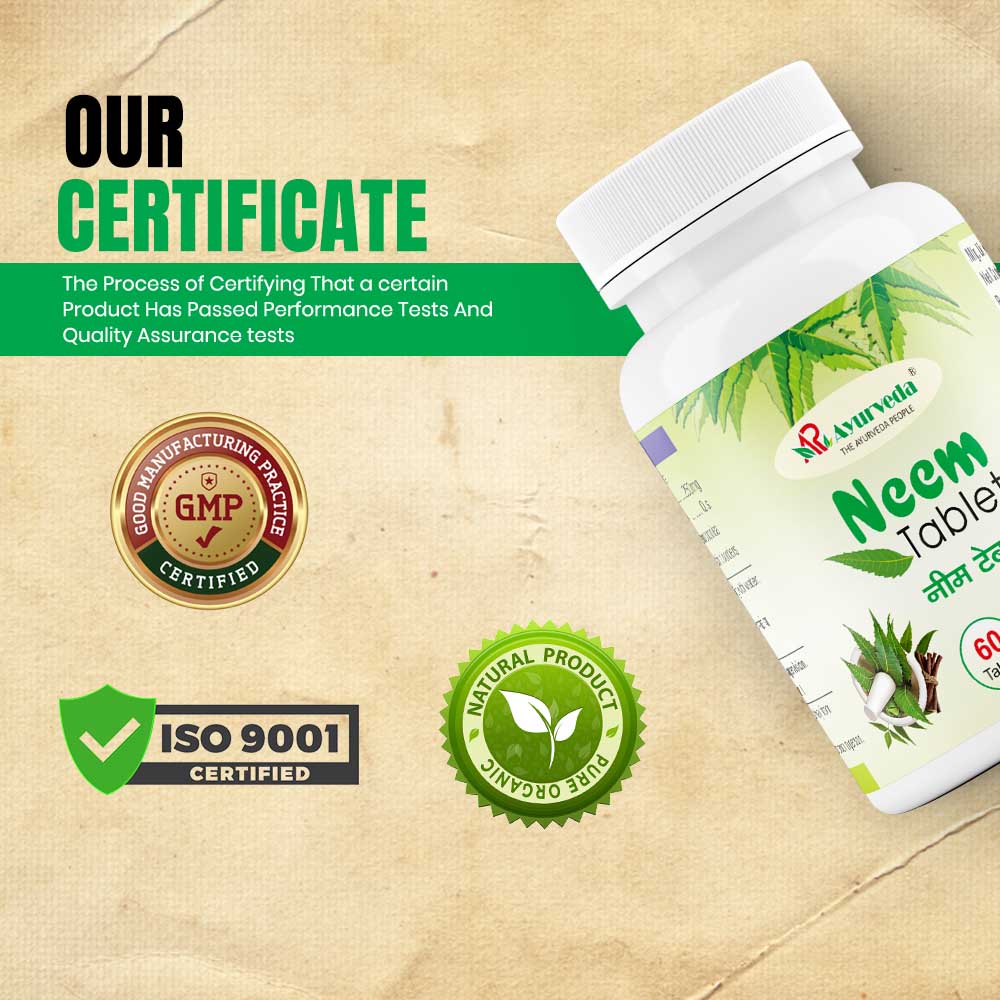 OUR
CERTIFICATE
The Process of Certifying That a certain
Product Has Passed Performance Tests And
Quality Assurance tests
GOOD MANUFACTURING PRACTICE
GMP
CERTIFIED
ISO 9001
CERTIFIED
NATURAL PRODUCT
PURE ORGANIC
AR Ayurveda ®
THE AYURVEDA PEOPLE
Neem
Tablet
नीम
60